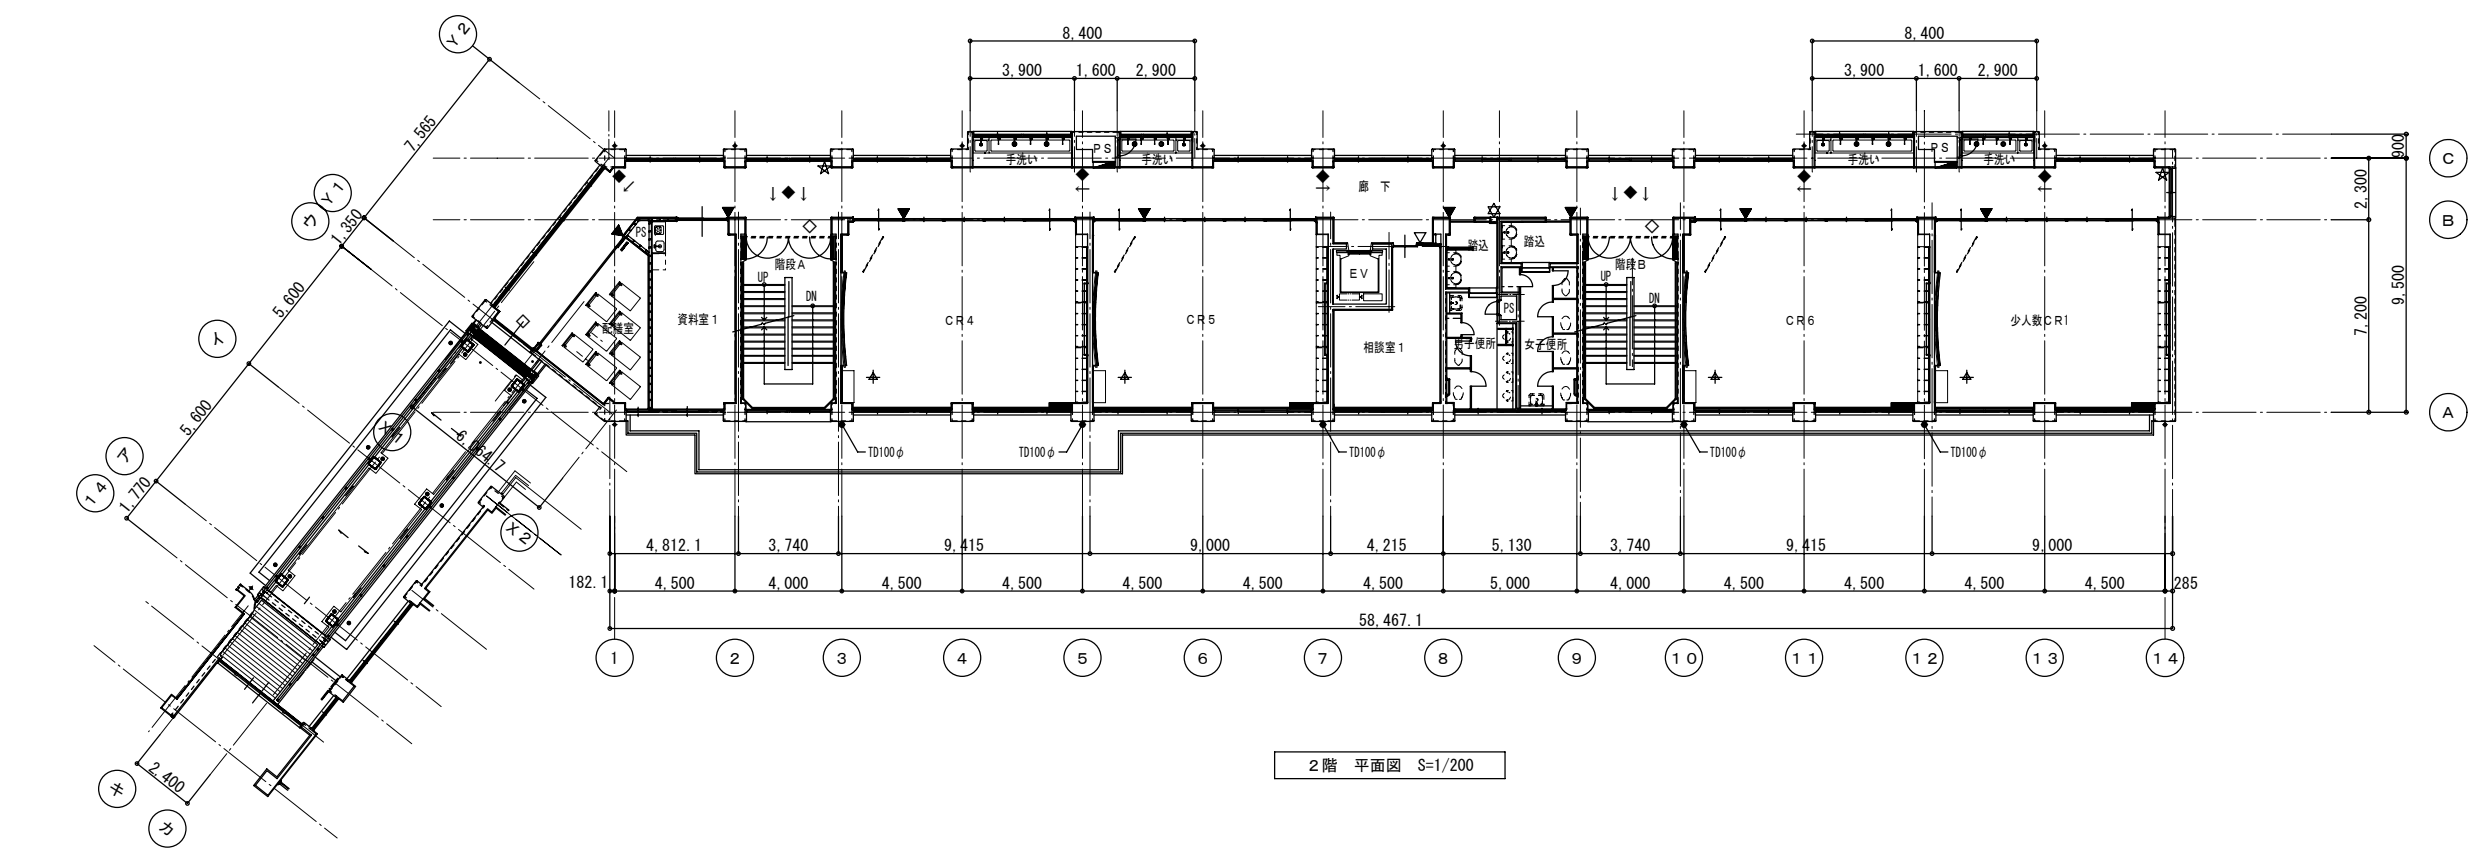 Y2
7,565
Y1
ウ
1,350
5,600
イ
5,600
ア
14
1,770
8,400
3,900 1,600 2,900
8,400
3,900 1,600 2,900
手洗い PS 手洗い
手洗い PS 手洗い
900
C
2,300
B
7,200
9,500
A
廊 下
PS
配膳室
資料室1
階段A
UP
DN
CR4
CR5
EV
相談室1
踏込
踏込
PS
男子便所
女子便所
階段B
UP
DN
CR6
少人数CR1
X1
6,064.7
X2
TD100φ
TD100φ
TD100φ
TD100φ
TD100φ
4,812.1 3,740 9,415 9,000 4,215 5,130 3,740 9,415 9,000
182.1 4,500 4,000 4,500 4,500 4,500 4,500 4,500 5,000 4,000 4,500 4,500 4,500 4,500 285
58,467.1
1 2 3 4 5 6 7 8 9 10 11 12 13 14
2,400
キ
カ
2階 平面図 S=1/200